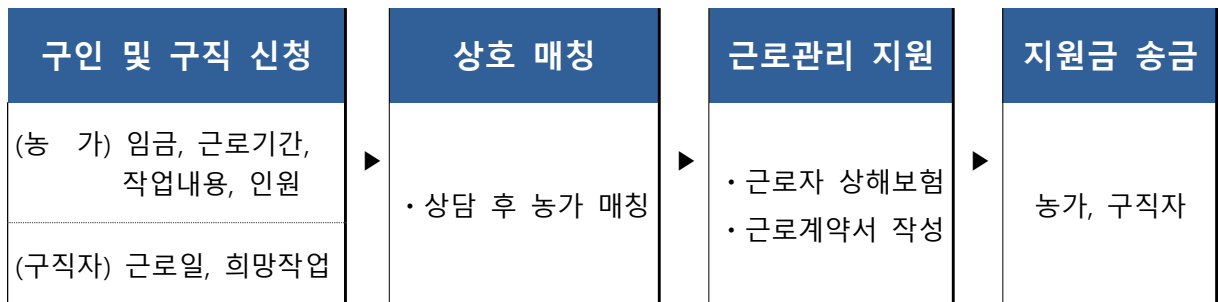 구인 및 구직 신청
(농 가) 임금, 근로기간,
작업내용, 인원
(구직자) 근로일, 희망작업
▶
상호 매칭
・상담 후 농가 매칭
▶
근로관리 지원
・근로자 상해보험
・근로계약서 작성
▶
지원금 송금
농가, 구직자